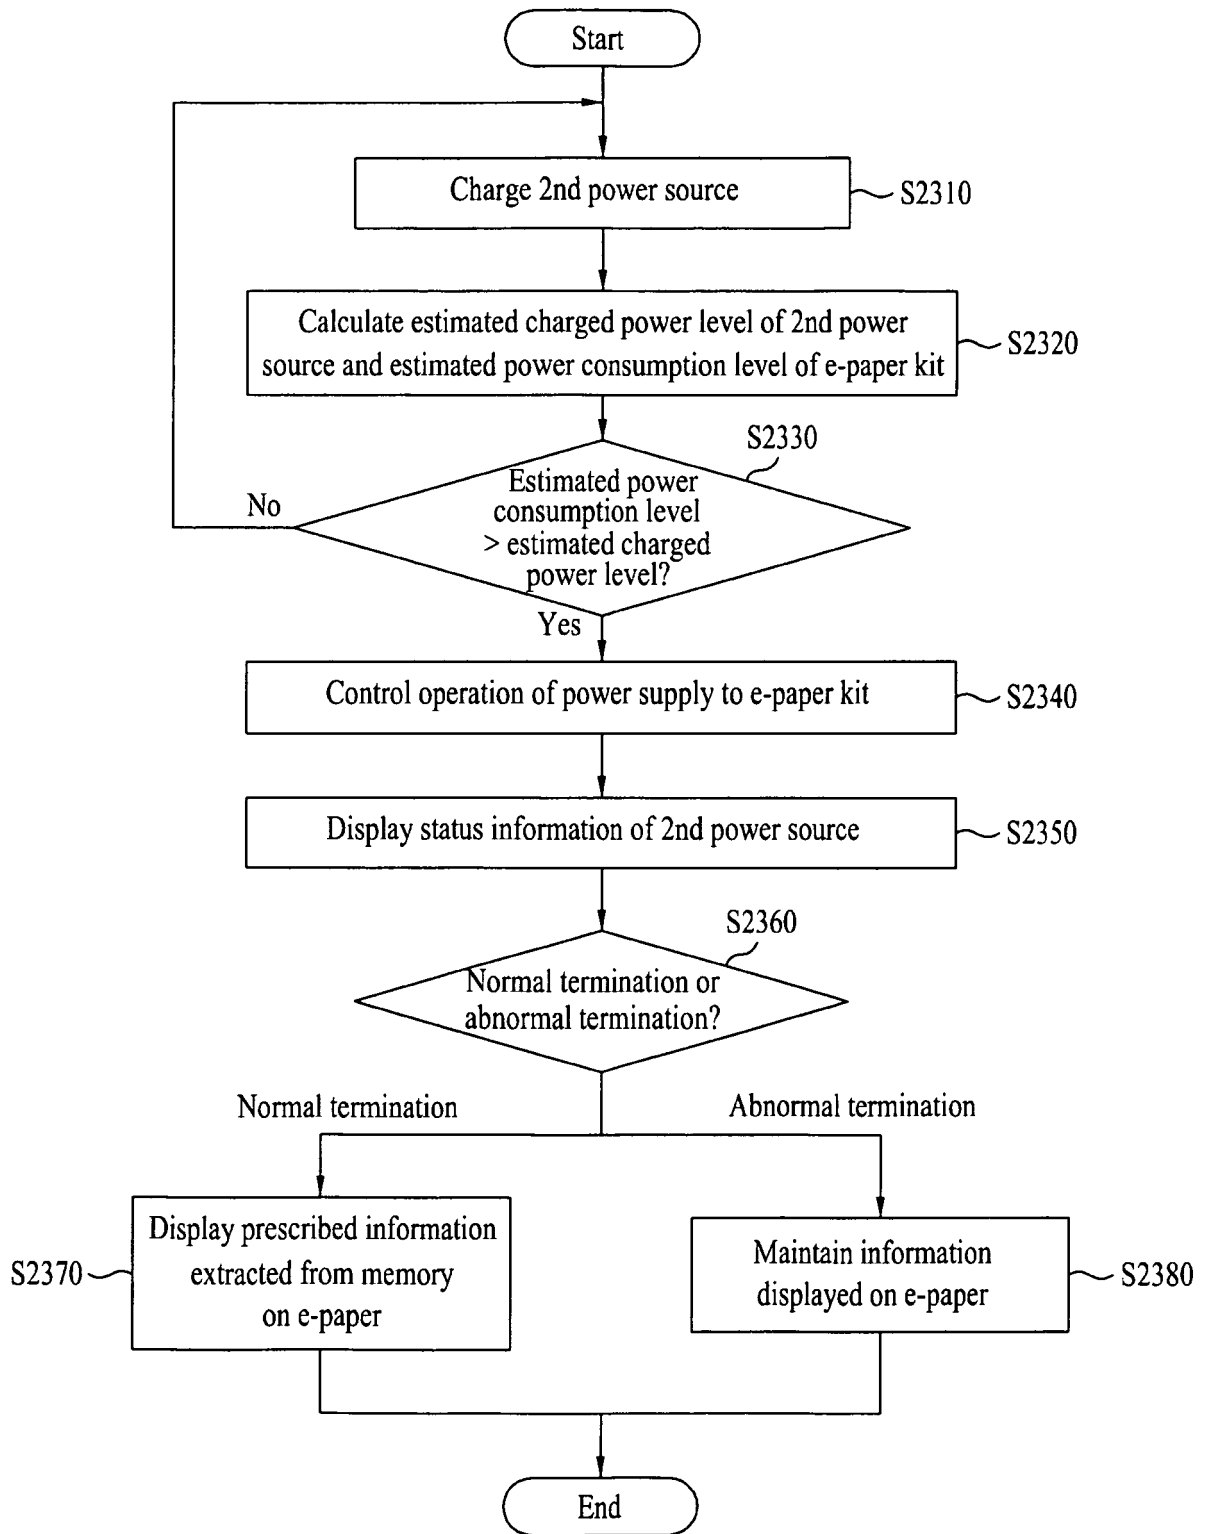 Start
Charge 2nd power source
S2310
Calculate estimated charged power level of 2nd power
source and estimated power consumption level of e-paper kit
S2320
S2330
Estimated power
consumption level
> estimated charged
power level?
No
Yes
Control operation of power supply to e-paper kit
S2340
Display status information of 2nd power source
S2350
S2360
Normal termination or
abnormal termination?
Normal termination
Abnormal termination
Display prescribed information
extracted from memory
on e-paper
S2370
Maintain information
displayed on e-paper
S2380
End